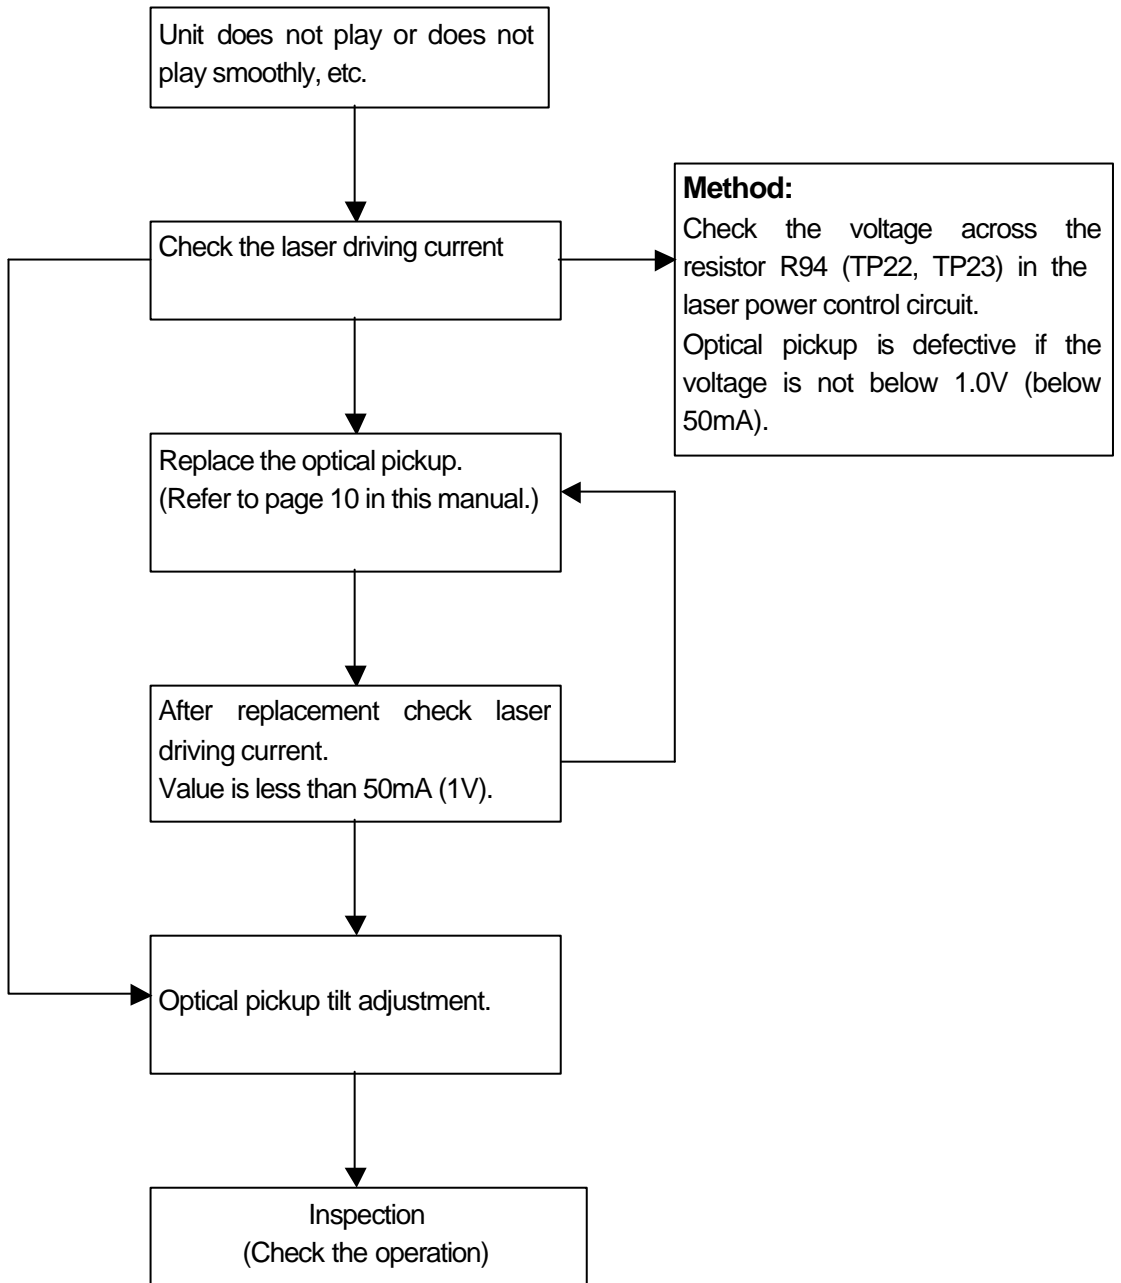 Unit does not play or does not
play smoothly, etc.
Check the laser driving current
Method:
Check the voltage across the
resistor R94 (TP22, TP23) in the
laser power control circuit.
Optical pickup is defective if the
voltage is not below 1.0V (below
50mA).
Replace the optical pickup.
(Refer to page 10 in this manual.)
After replacement check laser
driving current.
Value is less than 50mA (1V).
Optical pickup tilt adjustment.
Inspection
(Check the operation)